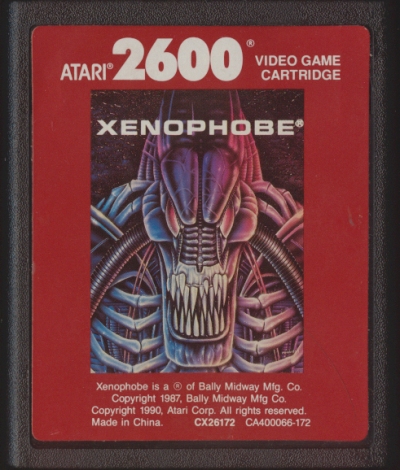 ATARI® 2600® VIDEO GAME
CARTRIDGE
XENOPHOBE®
Xenophobe is a ® of Bally Midway Mfg. Co.
Copyright 1987, Bally Midway Mfg. Co.
Copyright 1990, Atari Corp. All rights reserved.
Made in China. CX26172 CA400066-172